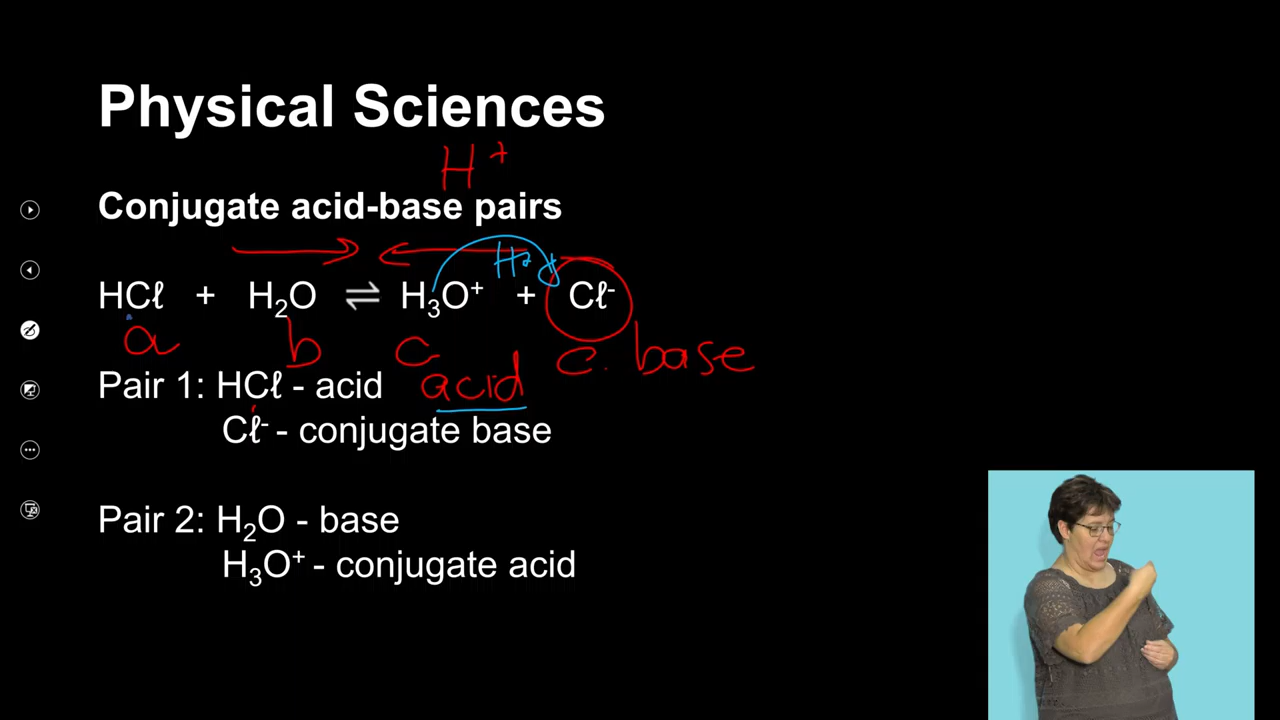 Physical Sciences
H⁺
Conjugate acid-base pairs
H⁺
HCℓ + H₂O ⇌ H₃O⁺ + Cℓ⁻
a b c acid c. base
Pair 1: HCℓ - acid
Cℓ⁻ - conjugate base
Pair 2: H₂O - base
H₃O⁺ - conjugate acid